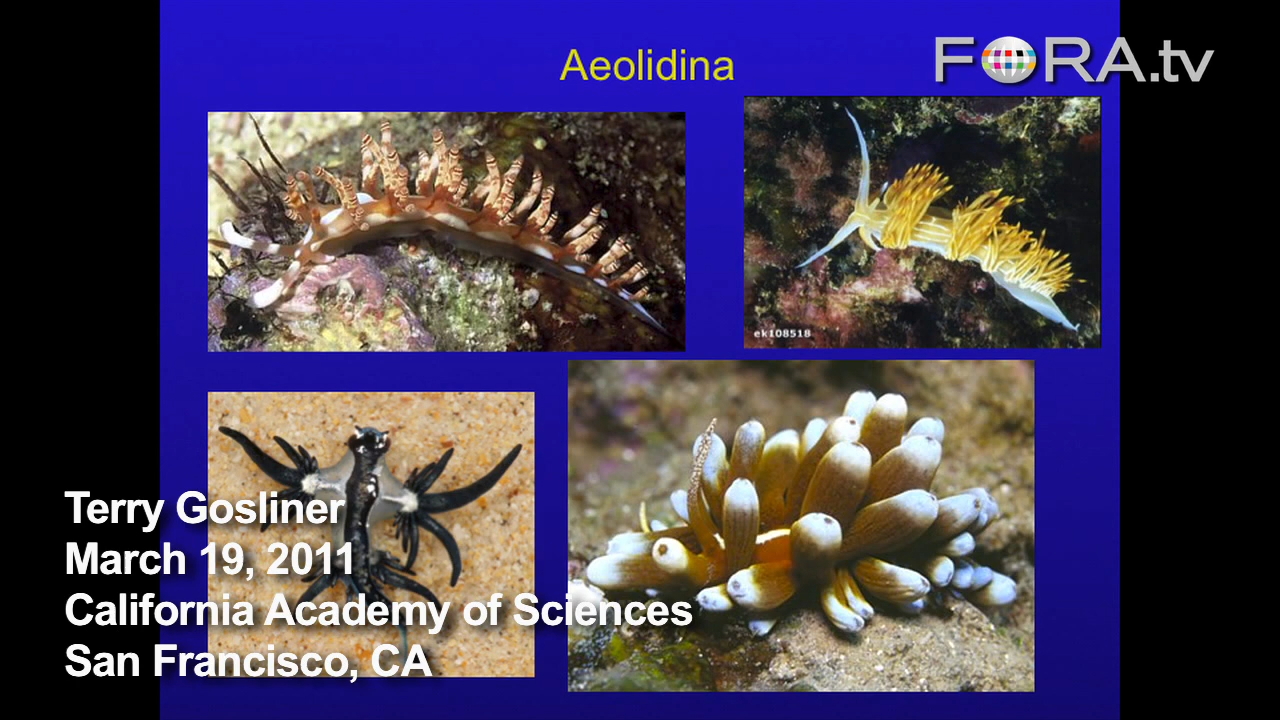 Aeolidina
FORA.tv
ek108518
Terry Gosliner
March 19, 2011
California Academy of Sciences
San Francisco, CA